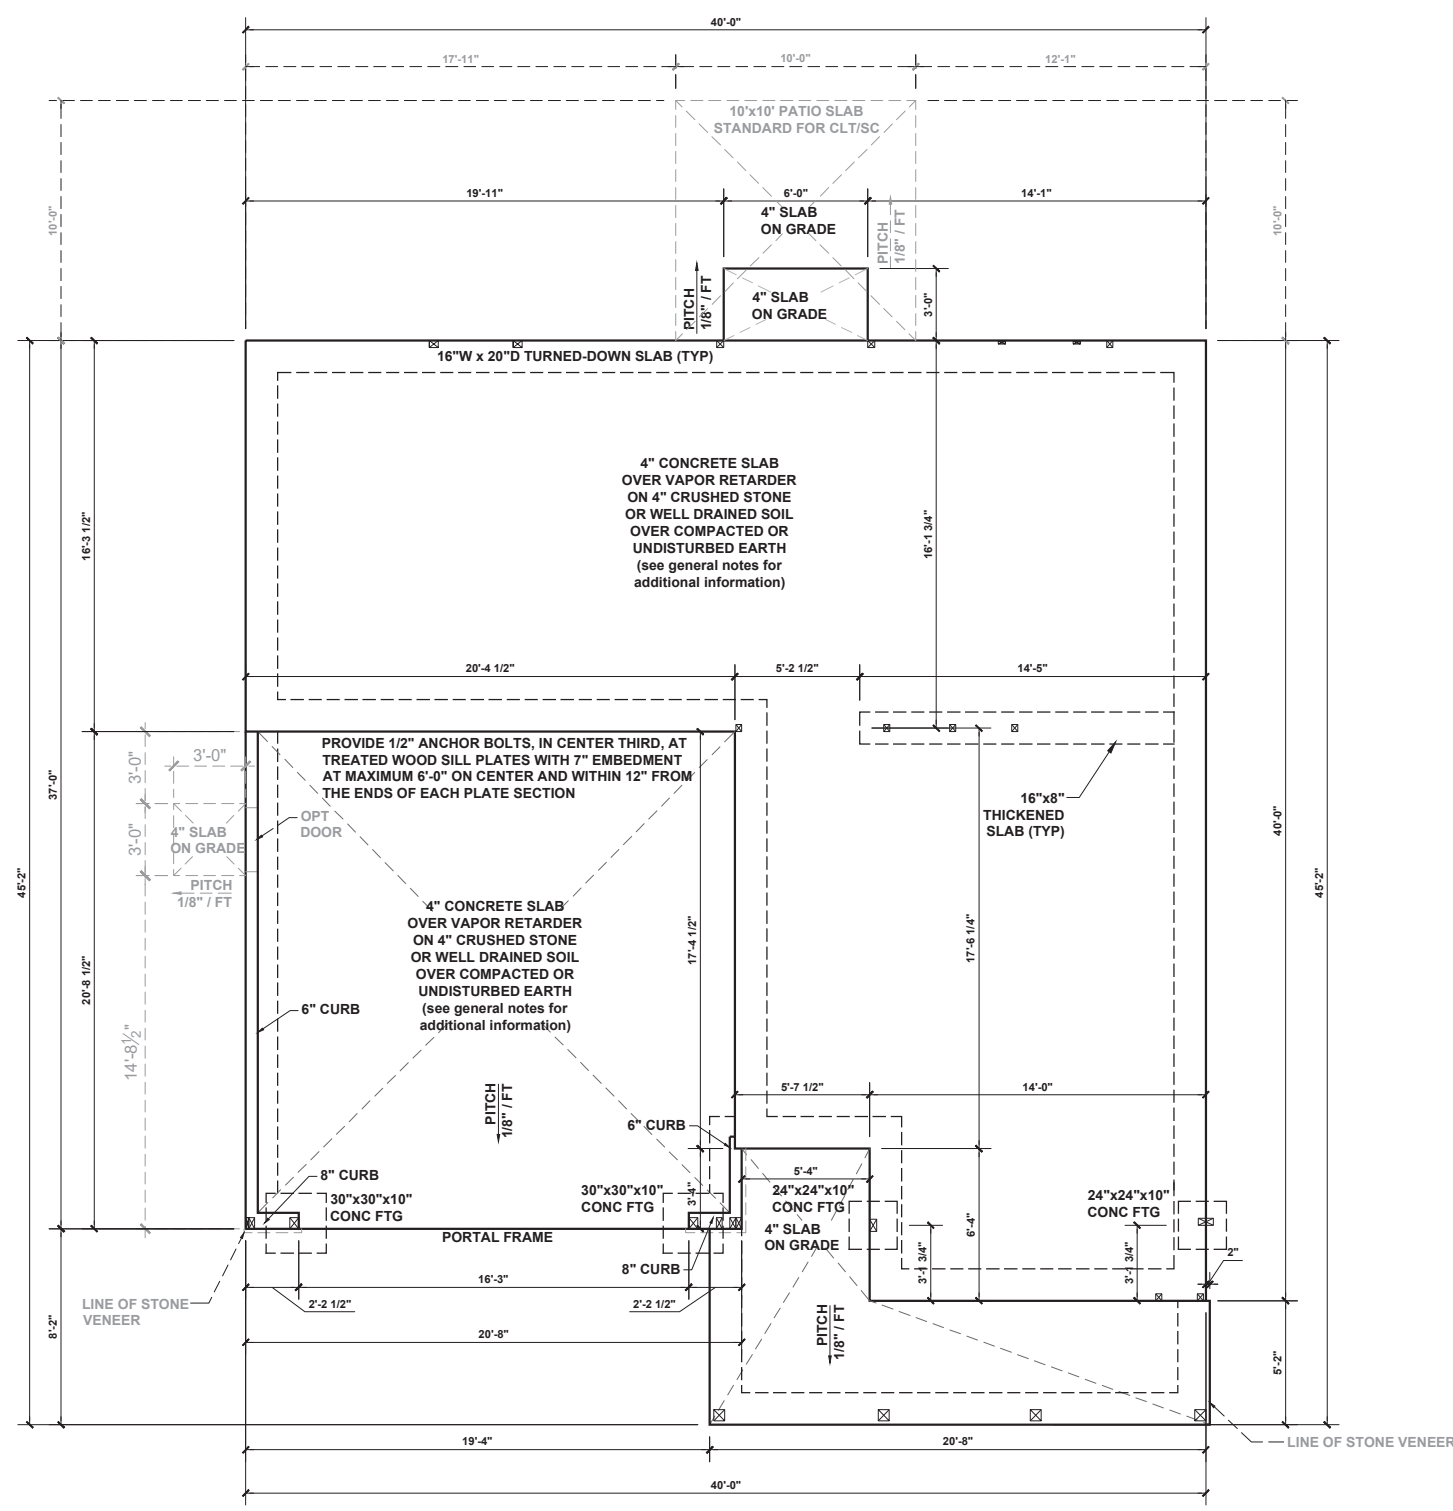 40'-0"
17'-11"
10'-0"
12'-1"
10'x10' PATIO SLAB
STANDARD FOR CLT/SC
10'-0"
10'-0"
19'-11"
6'-0"
14'-1"
4" SLAB
ON GRADE
PITCH
1/8" / FT
PITCH
1/8" / FT
4" SLAB
ON GRADE
3'-0"
16"W x 20"D TURNED-DOWN SLAB (TYP)
4" CONCRETE SLAB
OVER VAPOR RETARDER
ON 4" CRUSHED STONE
OR WELL DRAINED SOIL
OVER COMPACTED OR
UNDISTURBED EARTH
(see general notes for
additional information)
16'-3 1/2"
16'-1 3/4"
20'-4 1/2"
5'-2 1/2"
14'-5"
PROVIDE 1/2" ANCHOR BOLTS, IN CENTER THIRD, AT
TREATED WOOD SILL PLATES WITH 7" EMBEDMENT
AT MAXIMUM 6'-0" ON CENTER AND WITHIN 12" FROM
THE ENDS OF EACH PLATE SECTION
3'-0"
3'-0"
37'-0"
16"x8"
THICKENED
SLAB (TYP)
OPT
DOOR
4" SLAB
ON GRADE
3'-0"
40'-0"
PITCH
1/8" / FT
45'-2"
45'-2"
4" CONCRETE SLAB
OVER VAPOR RETARDER
ON 4" CRUSHED STONE
OR WELL DRAINED SOIL
OVER COMPACTED OR
UNDISTURBED EARTH
(see general notes for
additional information)
17'-4 1/2"
17'-6 1/4"
20'-8 1/2"
6" CURB
14'-8½"
PITCH
1/8" / FT
5'-7 1/2"
14'-0"
6" CURB
8" CURB
5'-4"
30"x30"x10"
CONC FTG
30"x30"x10"
CONC FTG
3'-4"
24"x24"x10"
CONC FTG
24"x24"x10"
CONC FTG
4" SLAB
ON GRADE
6'-4"
PORTAL FRAME
8" CURB
3'-1 3/4"
3'-1 3/4"
2"
16'-3"
2'-2 1/2"
2'-2 1/2"
LINE OF STONE
VENEER
8'-2"
20'-8"
PITCH
1/8" / FT
5'-2"
19'-4"
20'-8"
LINE OF STONE VENEER
40'-0"